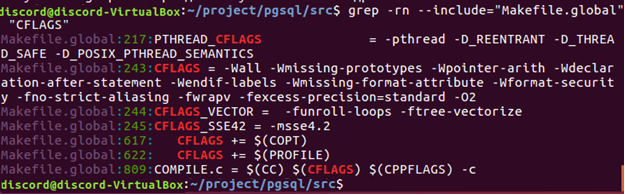 discord@discord-VirtualBox:~/project/pgsql/src$ grep -rn --include="Makefile.global"
 "CFLAGS"
Makefile.global:217:PTHREAD_CFLAGS          = -pthread -D_REENTRANT -D_THREA
D_SAFE -D_POSIX_PTHREAD_SEMANTICS
Makefile.global:243:CFLAGS = -Wall -Wmissing-prototypes -Wpointer-arith -Wdeclar
ation-after-statement -Wendif-labels -Wmissing-format-attribute -Wformat-securit
y -fno-strict-aliasing -fwrapv -fexcess-precision=standard -O2
Makefile.global:244:CFLAGS_VECTOR =  -funroll-loops -ftree-vectorize
Makefile.global:245:CFLAGS_SSE42 = -msse4.2
Makefile.global:617:   CFLAGS += $(COPT)
Makefile.global:622:   CFLAGS += $(PROFILE)
Makefile.global:809:COMPILE.c = $(CC) $(CFLAGS) $(CPPFLAGS) -c
discord@discord-VirtualBox:~/project/pgsql/src$